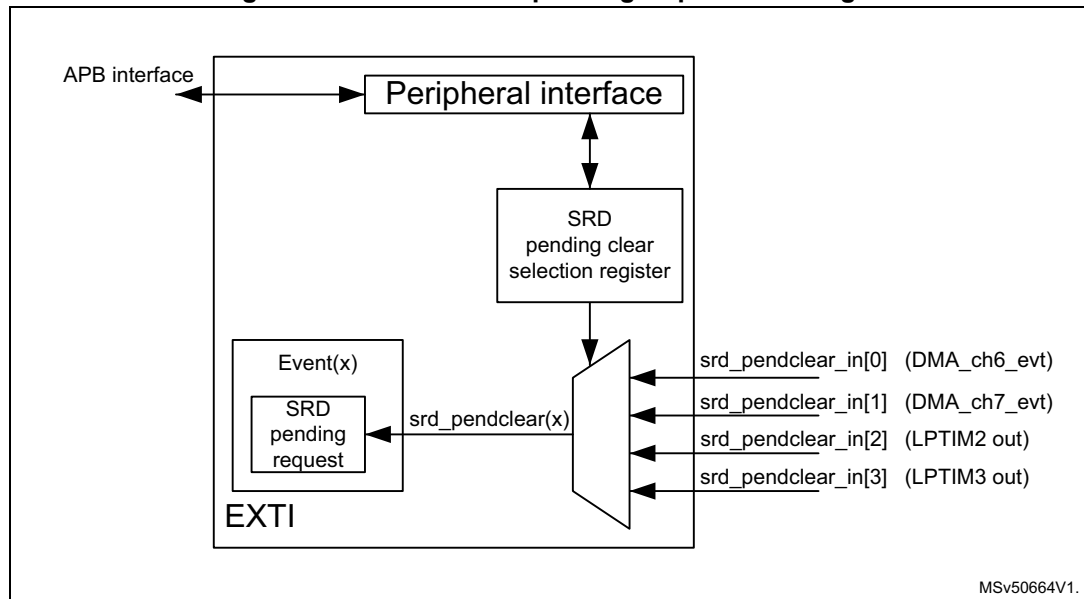 APB interface
Peripheral interface
SRD
pending clear
selection register
Event(x)
SRD
pending
request
srd_pendclear(x)
srd_pendclear_in[0] (DMA_ch6_evt)
srd_pendclear_in[1] (DMA_ch7_evt)
srd_pendclear_in[2] (LPTIM2 out)
srd_pendclear_in[3] (LPTIM3 out)
EXTI
MSv50664V1.